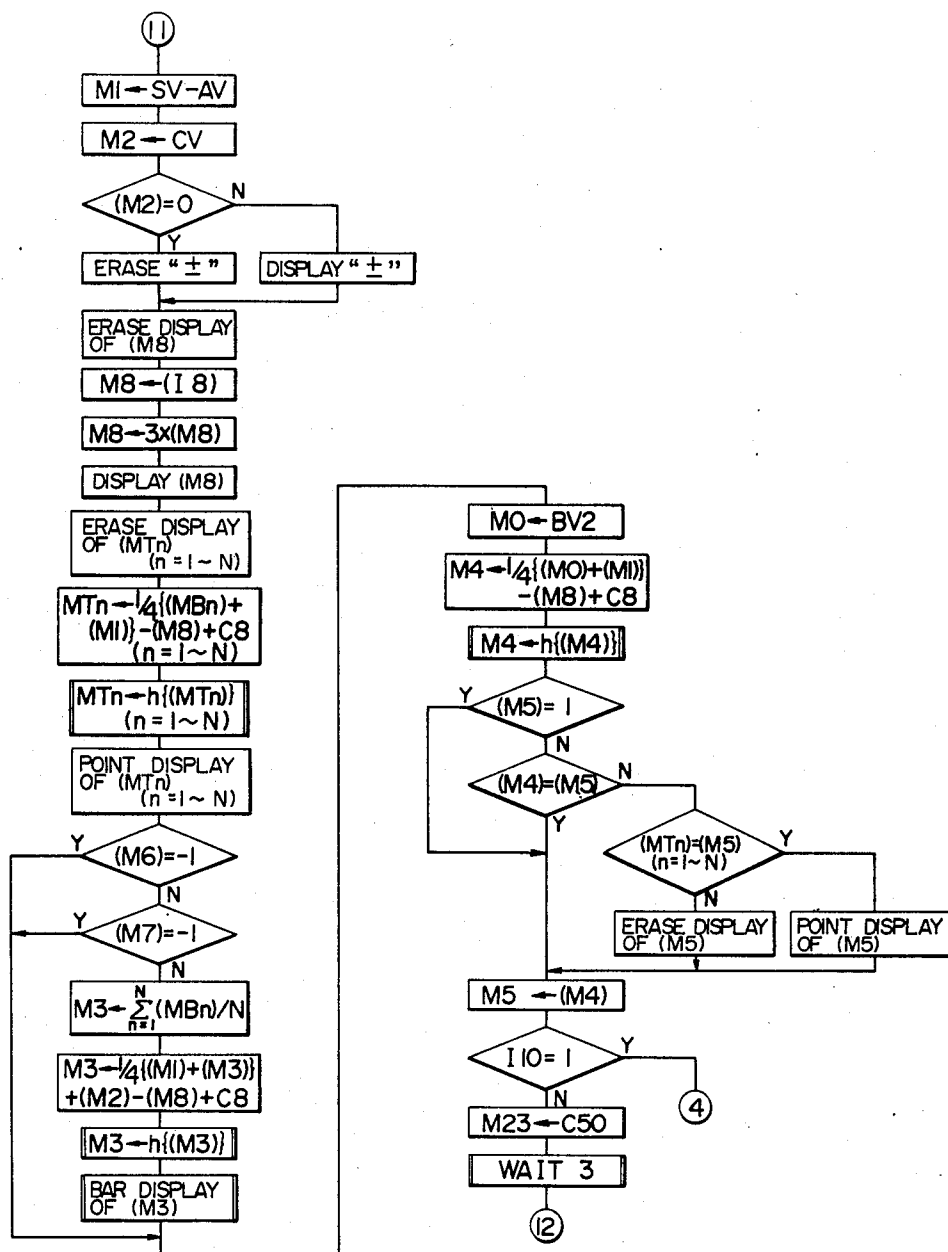 11
M1←SV-AV
M2←CV
(M2)=0
N
Y
ERASE "±"
DISPLAY "±"
ERASE DISPLAY
OF (M8)
M8←(I 8)
M8←3×(M8)
DISPLAY (M8)
ERASE DISPLAY
OF (MTn)
(n=1~N)
MTn←1/4{(MBn)+
(M1)}-(M8)+C8
(n=1~N)
MTn←h{(MTn)}
(n=1~N)
POINT DISPLAY
OF (MTn)
(n=1~N)
Y
(M6)=-1
N
Y
(M7)=-1
N
M3←N∑n=1(MBn)/N
M3←1/4{(M1)+(M3)}
+(M2)-(M8)+C8
M3←h{(M3)}
BAR DISPLAY
OF (M3)
M0←BV2
M4←1/4{(M0)+(M1)}
-(M8)+C8
M4←h{(M4)}
Y
(M5)=1
N
(M4)=(M5)
N
Y
(MTn)=(M5)
(n=1~N)
Y
N
ERASE DISPLAY
OF (M5)
POINT DISPLAY
OF (M5)
M5 ←(M4)
I10=1
Y
N
4
M23←C50
WAIT 3
12